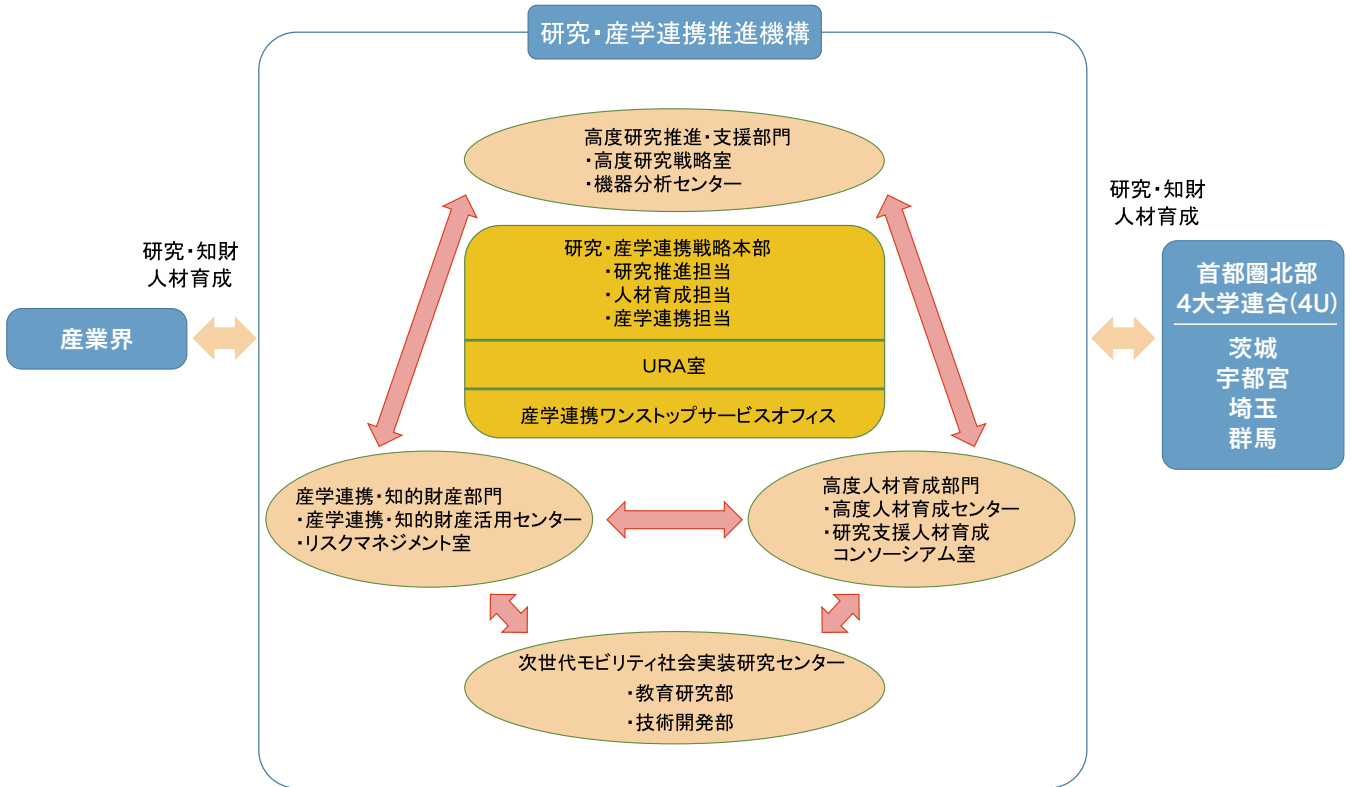 研究・産学連携推進機構
高度研究推進・支援部門
・高度研究戦略室
・機器分析センター
研究・知財
人材育成
産業界
研究・産学連携戦略本部
・研究推進担当
・人材育成担当
・産学連携担当
URA室
産学連携ワンストップサービスオフィス
研究・知財
人材育成
首都圏北部
4大学連合(4U)
茨城
宇都宮
埼玉
群馬
産学連携・知的財産部門
・産学連携・知的財産活用センター
・リスクマネジメント室
高度人材育成部門
・高度人材育成センター
・研究支援人材育成
コンソーシアム室
次世代モビリティ社会実装研究センター
・教育研究部
・技術開発部